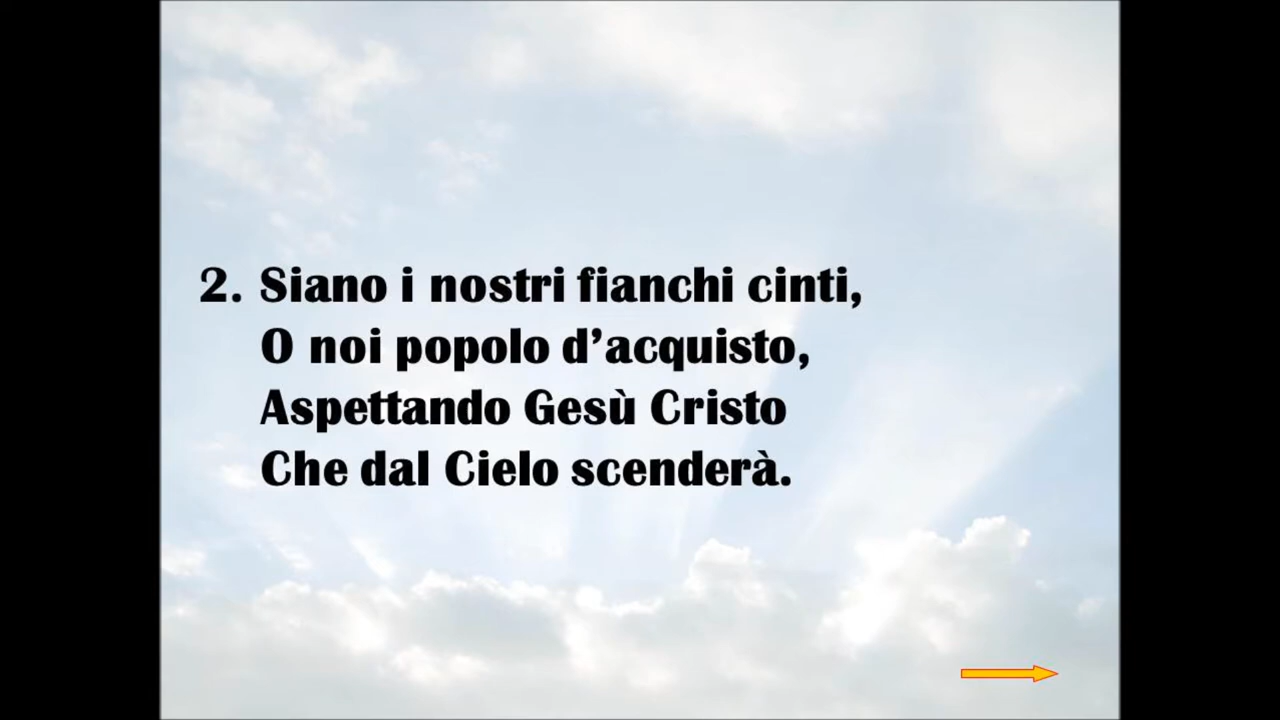 2. Siano i nostri fianchi cinti,
O noi popolo d’acquisto,
Aspettando Gesù Cristo
Che dal Cielo scenderà.